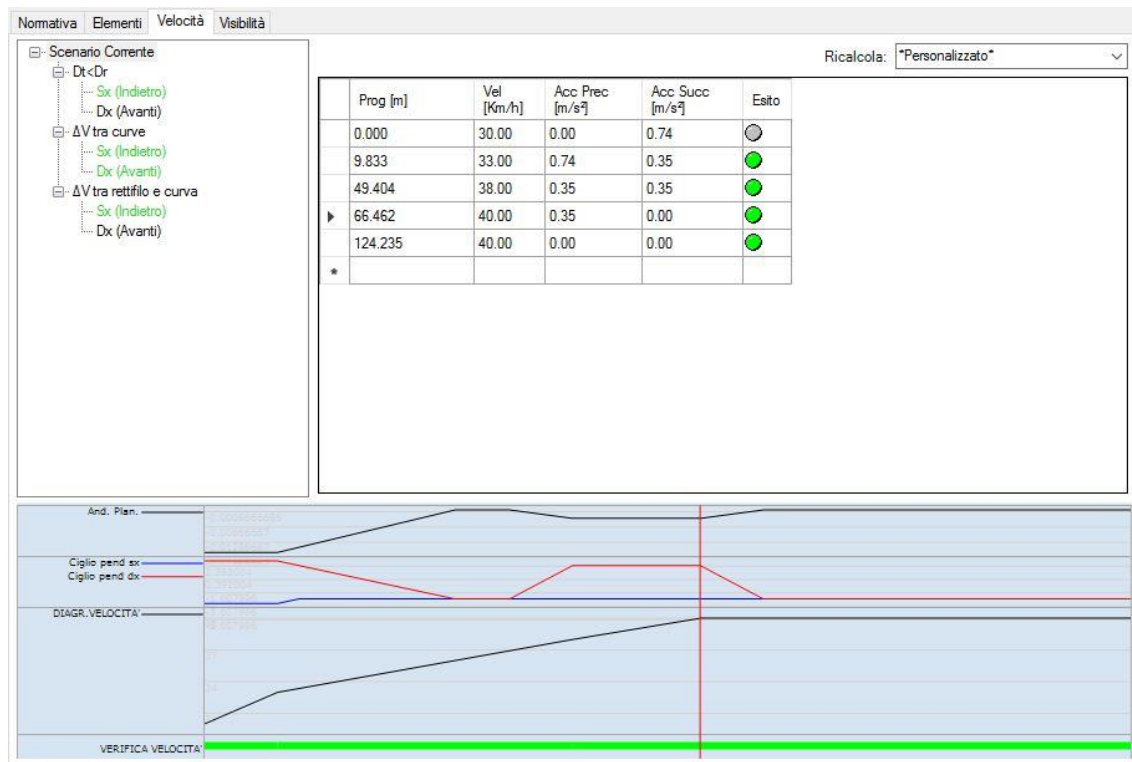 Normativa Elementi Velocità Visibilità
Scenario Corrente
Dt<Dr
Sx (Indietro)
Dx (Avanti)
ΔV tra curve
Sx (Indietro)
Dx (Avanti)
ΔV tra rettifilo e curva
Sx (Indietro)
Dx (Avanti)
Ricalcola: *Personalizzato*
Prog [m] Vel [Km/h] Acc Prec [m/s²] Acc Succ [m/s²] Esito
0.000 30.00 0.00 0.74
9.833 33.00 0.74 0.35
49.404 38.00 0.35 0.35
66.462 40.00 0.35 0.00
124.235 40.00 0.00 0.00
*
And. Plan.
Ciglio pend sx
Ciglio pend dx
DIAGR.VELOCITA'
VERIFICA VELOCITA'